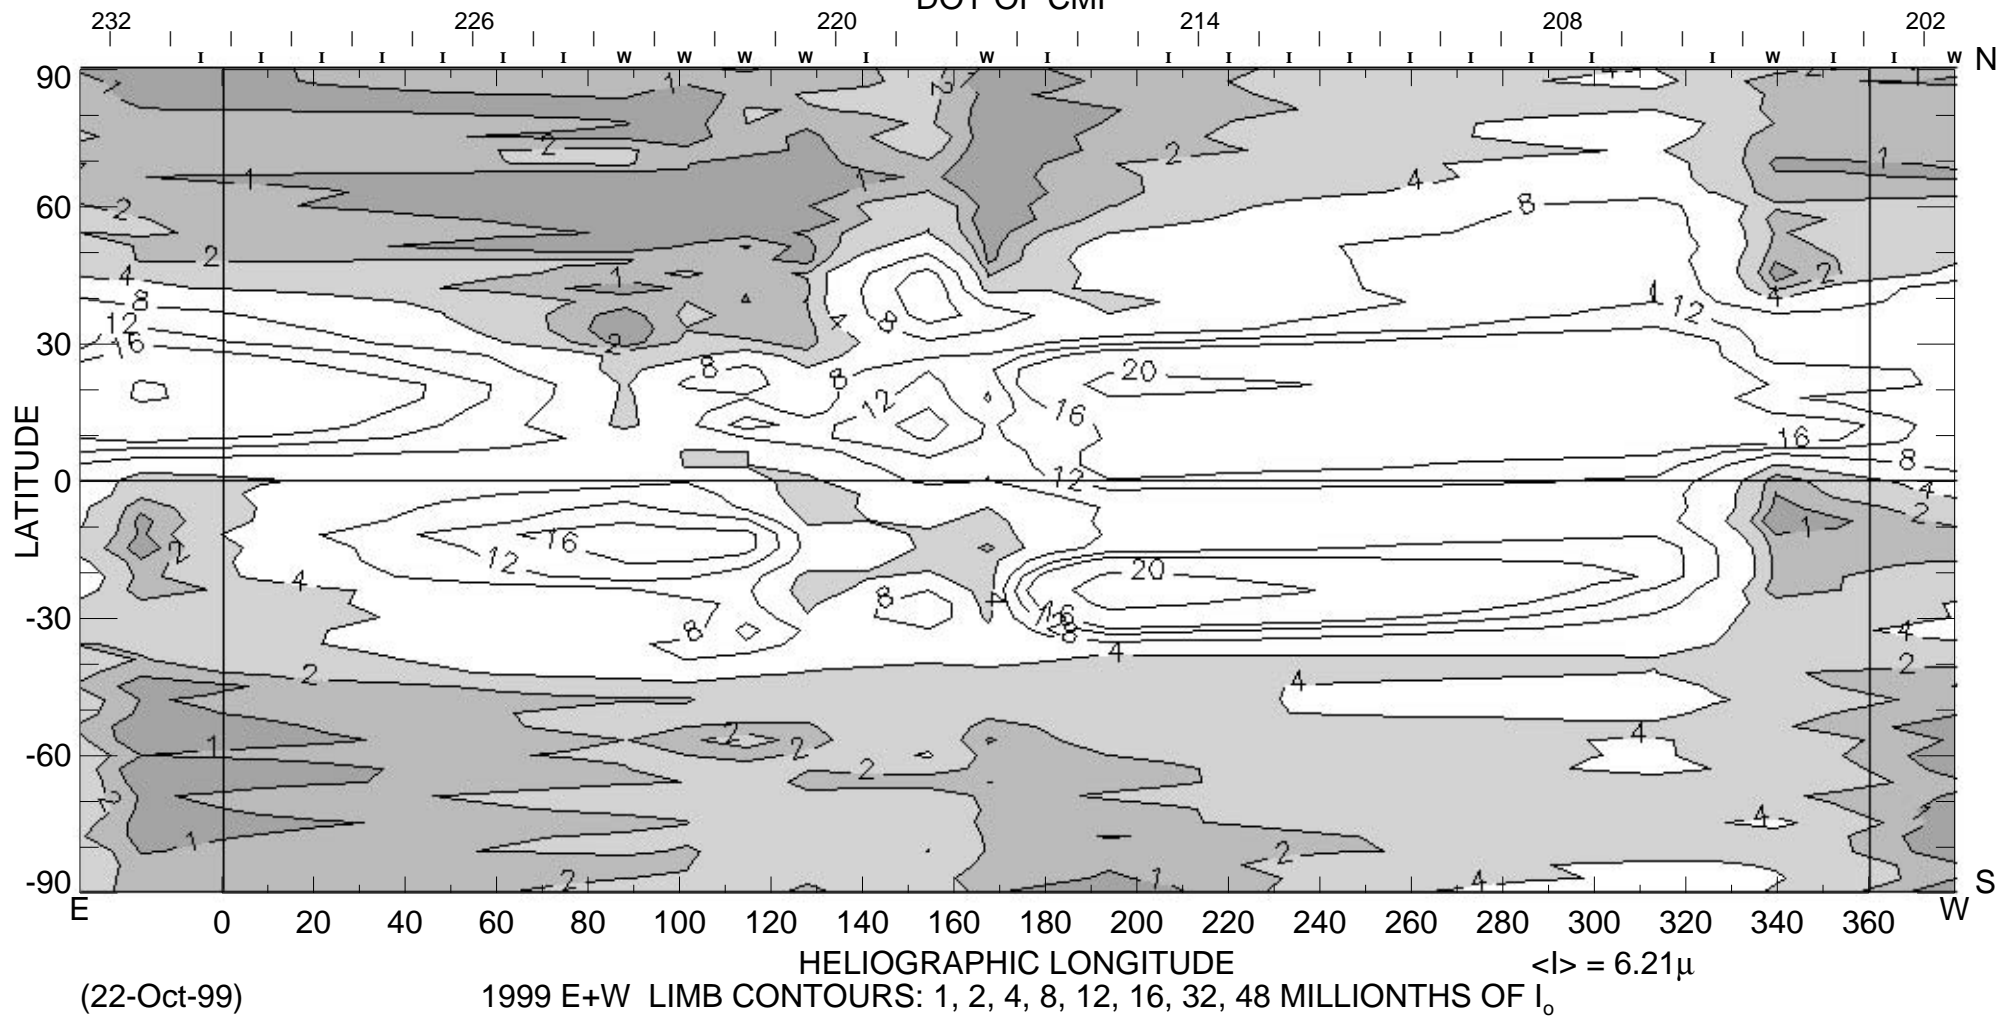 DOY OF CMP
232 226 220 214 208 202
I I I I I I I W W W W I W I I I I I I I I I I W I I W
N
90
60
30
0
-30
-60
-90
LATITUDE
S
E
W
0 20 40 60 80 100 120 140 160 180 200 220 240 260 280 300 320 340 360
HELIOGRAPHIC LONGITUDE
<I> = 6.21μ
(22-Oct-99)
1999 E+W LIMB CONTOURS: 1, 2, 4, 8, 12, 16, 32, 48 MILLIONTHS OF Io